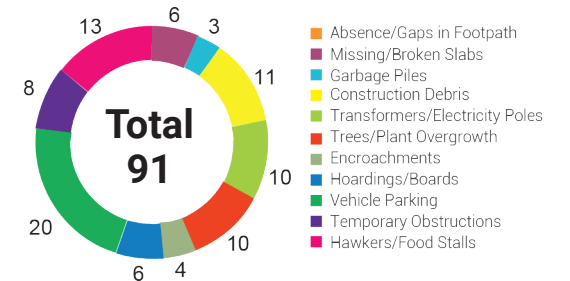 13
6
3
11
10
10
4
6
20
8
Total
91
Absence/Gaps in Footpath
Missing/Broken Slabs
Garbage Piles
Construction Debris
Transformers/Electricity Poles
Trees/Plant Overgrowth
Encroachments
Hoardings/Boards
Vehicle Parking
Temporary Obstructions
Hawkers/Food Stalls